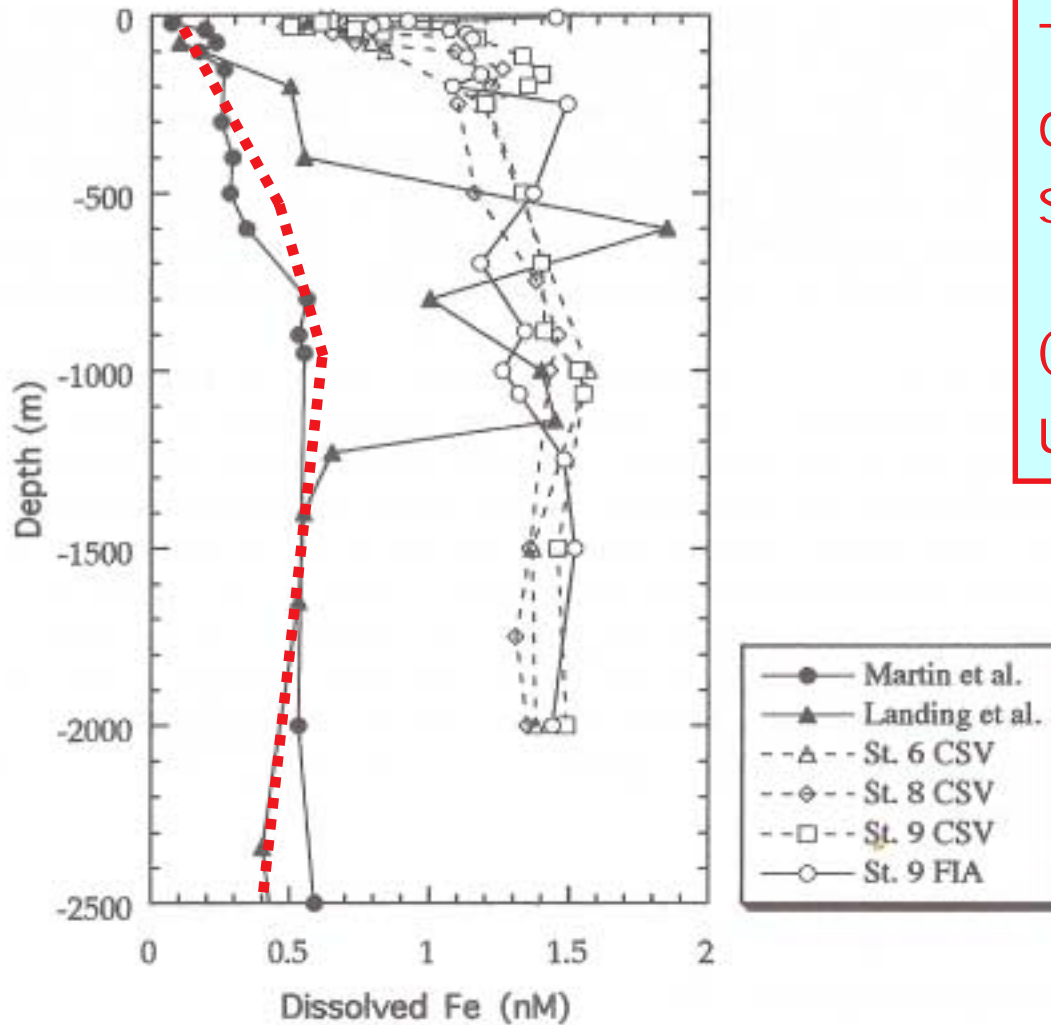 0
-500
-1000
-1500
-2000
-2500
Depth (m)
0 0.5 1 1.5 2
Dissolved Fe (nM)
Martin et al.
Landing et al.
St. 6 CSV
St. 8 CSV
St. 9 CSV
St. 9 FIA